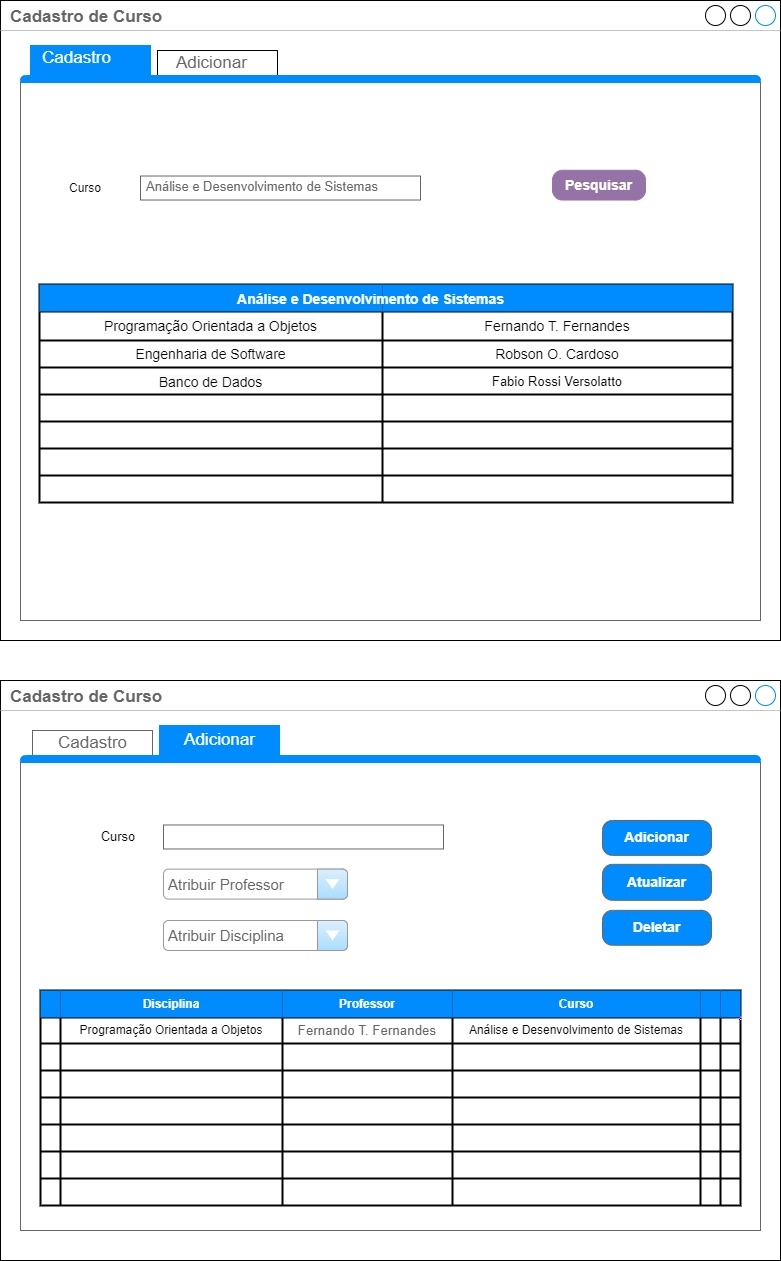 Cadastro de Curso
Cadastro Adicionar
Curso Análise e Desenvolvimento de Sistemas Pesquisar
Análise e Desenvolvimento de Sistemas
Programação Orientada a Objetos Fernando T. Fernandes
Engenharia de Software Robson O. Cardoso
Banco de Dados Fabio Rossi Versolatto
Cadastro de Curso
Cadastro Adicionar
Curso Adicionar
Atribuir Professor Atualizar
Atribuir Disciplina Deletar
Disciplina Professor Curso
Programação Orientada a Objetos Fernando T. Fernandes Análise e Desenvolvimento de Sistemas